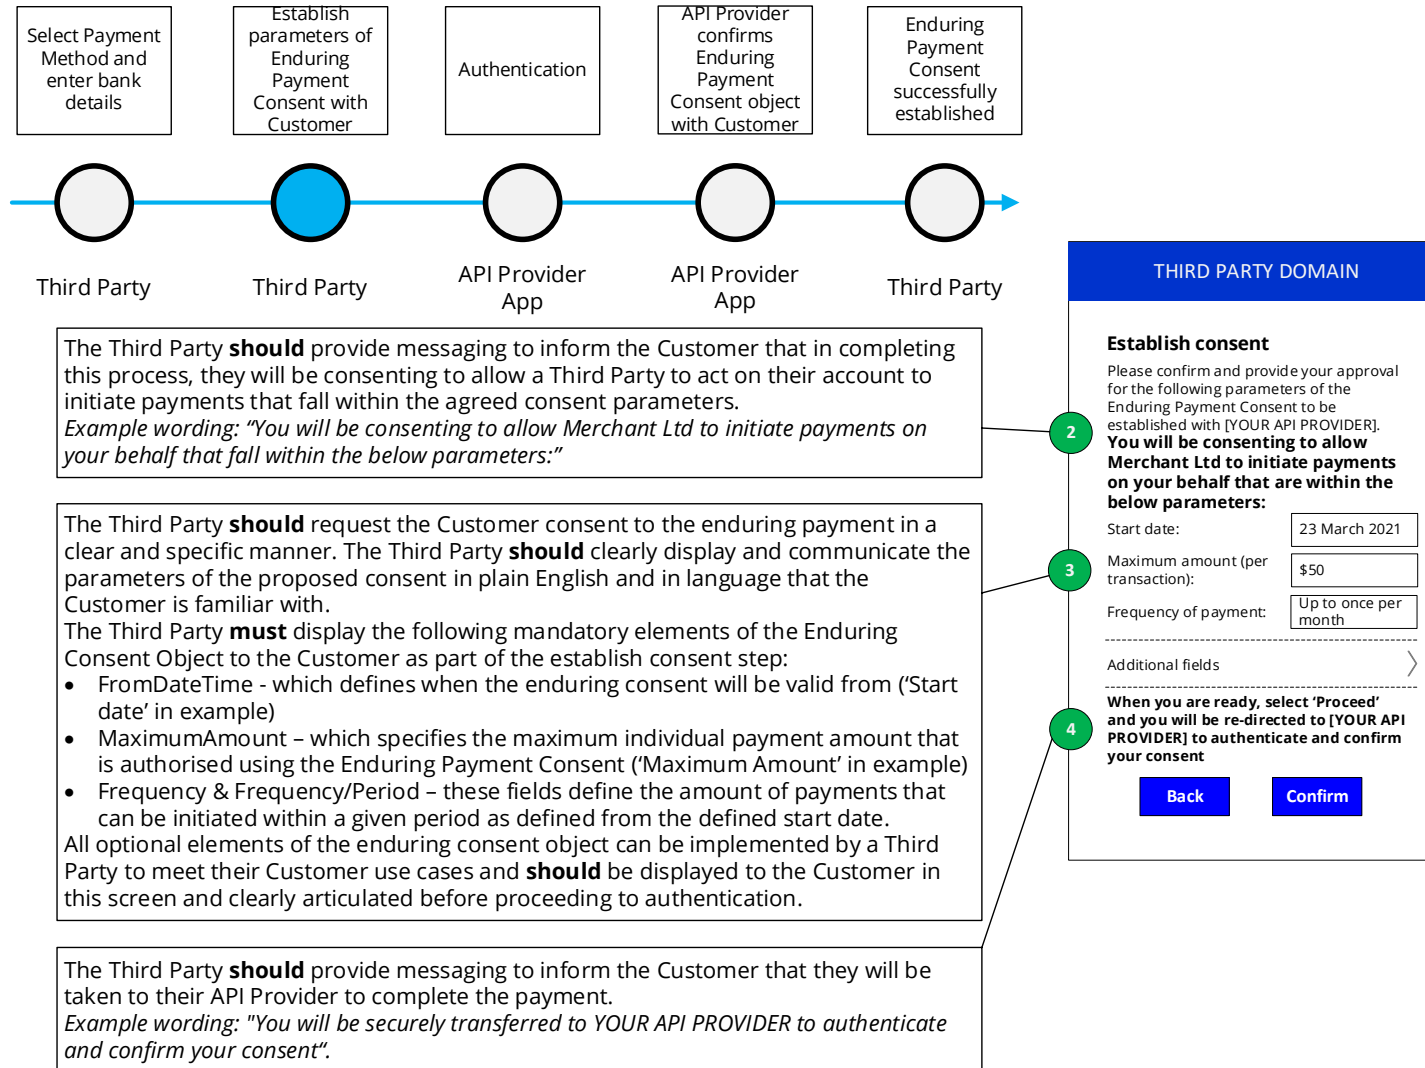 Select Payment
Method and
enter bank
details
Establish
parameters of
Enduring
Payment
Consent with
Customer
Authentication
API Provider
confirms
Enduring
Payment
Consent object
with Customer
Enduring
Payment
Consent
successfully
established
Third Party
Third Party
API Provider
App
API Provider
App
Third Party
The Third Party should provide messaging to inform the Customer that in completing
this process, they will be consenting to allow a Third Party to act on their account to
initiate payments that fall within the agreed consent parameters.
Example wording: “You will be consenting to allow Merchant Ltd to initiate payments on
your behalf that fall within the below parameters:”
The Third Party should request the Customer consent to the enduring payment in a
clear and specific manner. The Third Party should clearly display and communicate the
parameters of the proposed consent in plain English and in language that the
Customer is familiar with.
The Third Party must display the following mandatory elements of the Enduring
Consent Object to the Customer as part of the establish consent step:
• FromDateTime - which defines when the enduring consent will be valid from (‘Start
date’ in example)
• MaximumAmount – which specifies the maximum individual payment amount that
is authorised using the Enduring Payment Consent (‘Maximum Amount’ in example)
• Frequency & Frequency/Period – these fields define the amount of payments that
can be initiated within a given period as defined from the defined start date.
All optional elements of the enduring consent object can be implemented by a Third
Party to meet their Customer use cases and should be displayed to the Customer in
this screen and clearly articulated before proceeding to authentication.
The Third Party should provide messaging to inform the Customer that they will be
taken to their API Provider to complete the payment.
Example wording: "You will be securely transferred to YOUR API PROVIDER to authenticate
and confirm your consent“.
THIRD PARTY DOMAIN
Establish consent
Please confirm and provide your approval
for the following parameters of the
Enduring Payment Consent to be
established with [YOUR API PROVIDER].
2
You will be consenting to allow
Merchant Ltd to initiate payments
on your behalf that are within the
below parameters:
Start date:
23 March 2021
3
Maximum amount (per
transaction):
$50
Frequency of payment:
Up to once per
month
Additional fields
4
When you are ready, select ‘Proceed’
and you will be re-directed to [YOUR API
PROVIDER] to authenticate and confirm
your consent
Back
Confirm